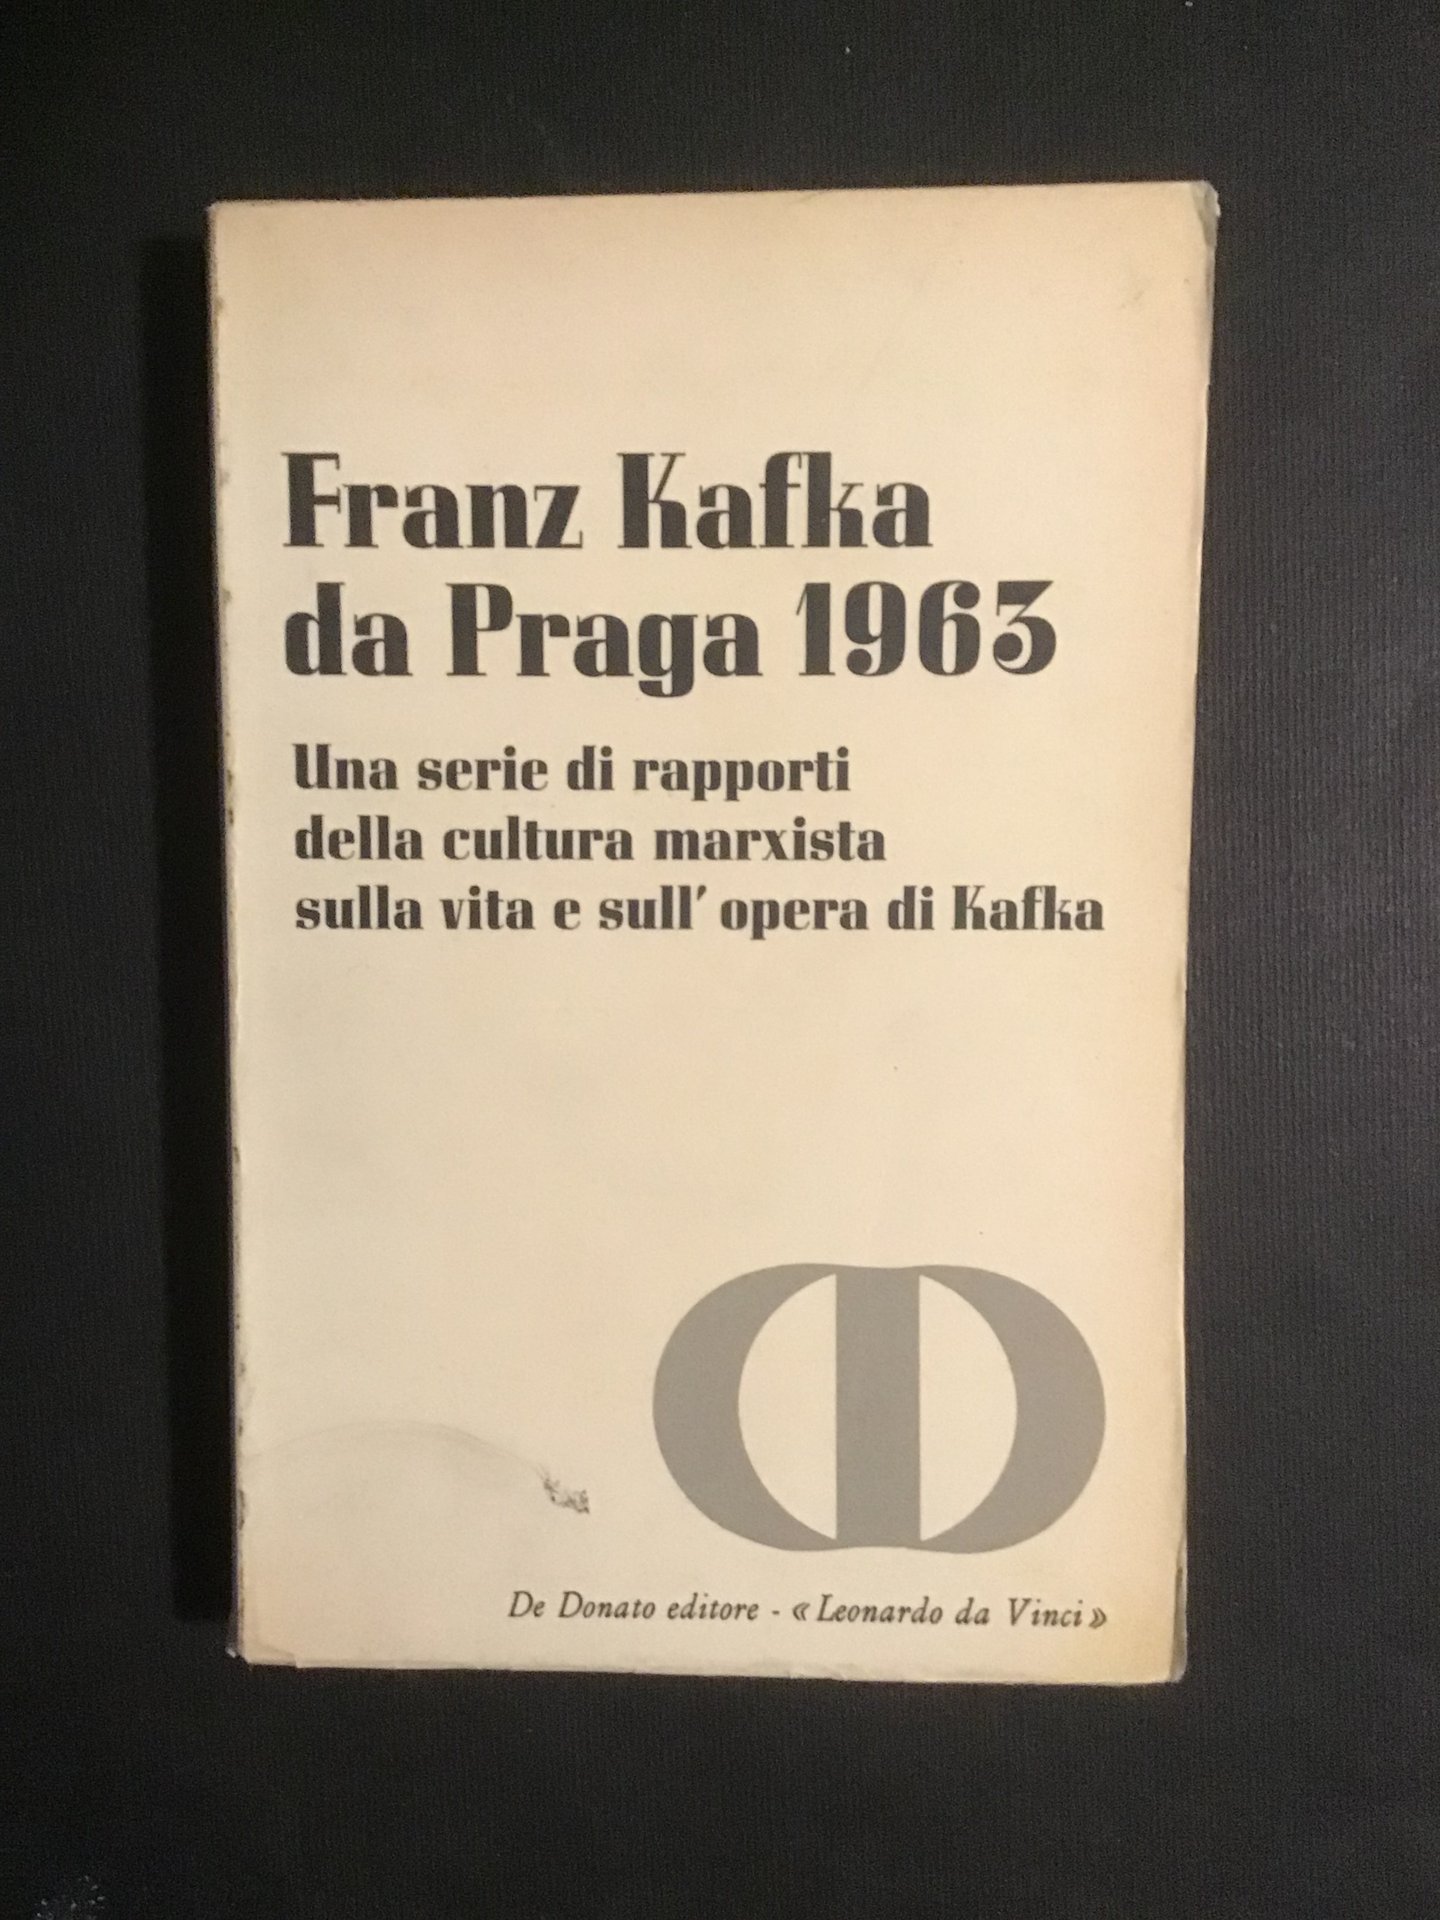 Franz Kafka
da Praga 1963
Una serie di rapporti
della cultura marxista
sulla vita e sull'opera di Kafka
De Donato editore - «Leonardo da Vinci»